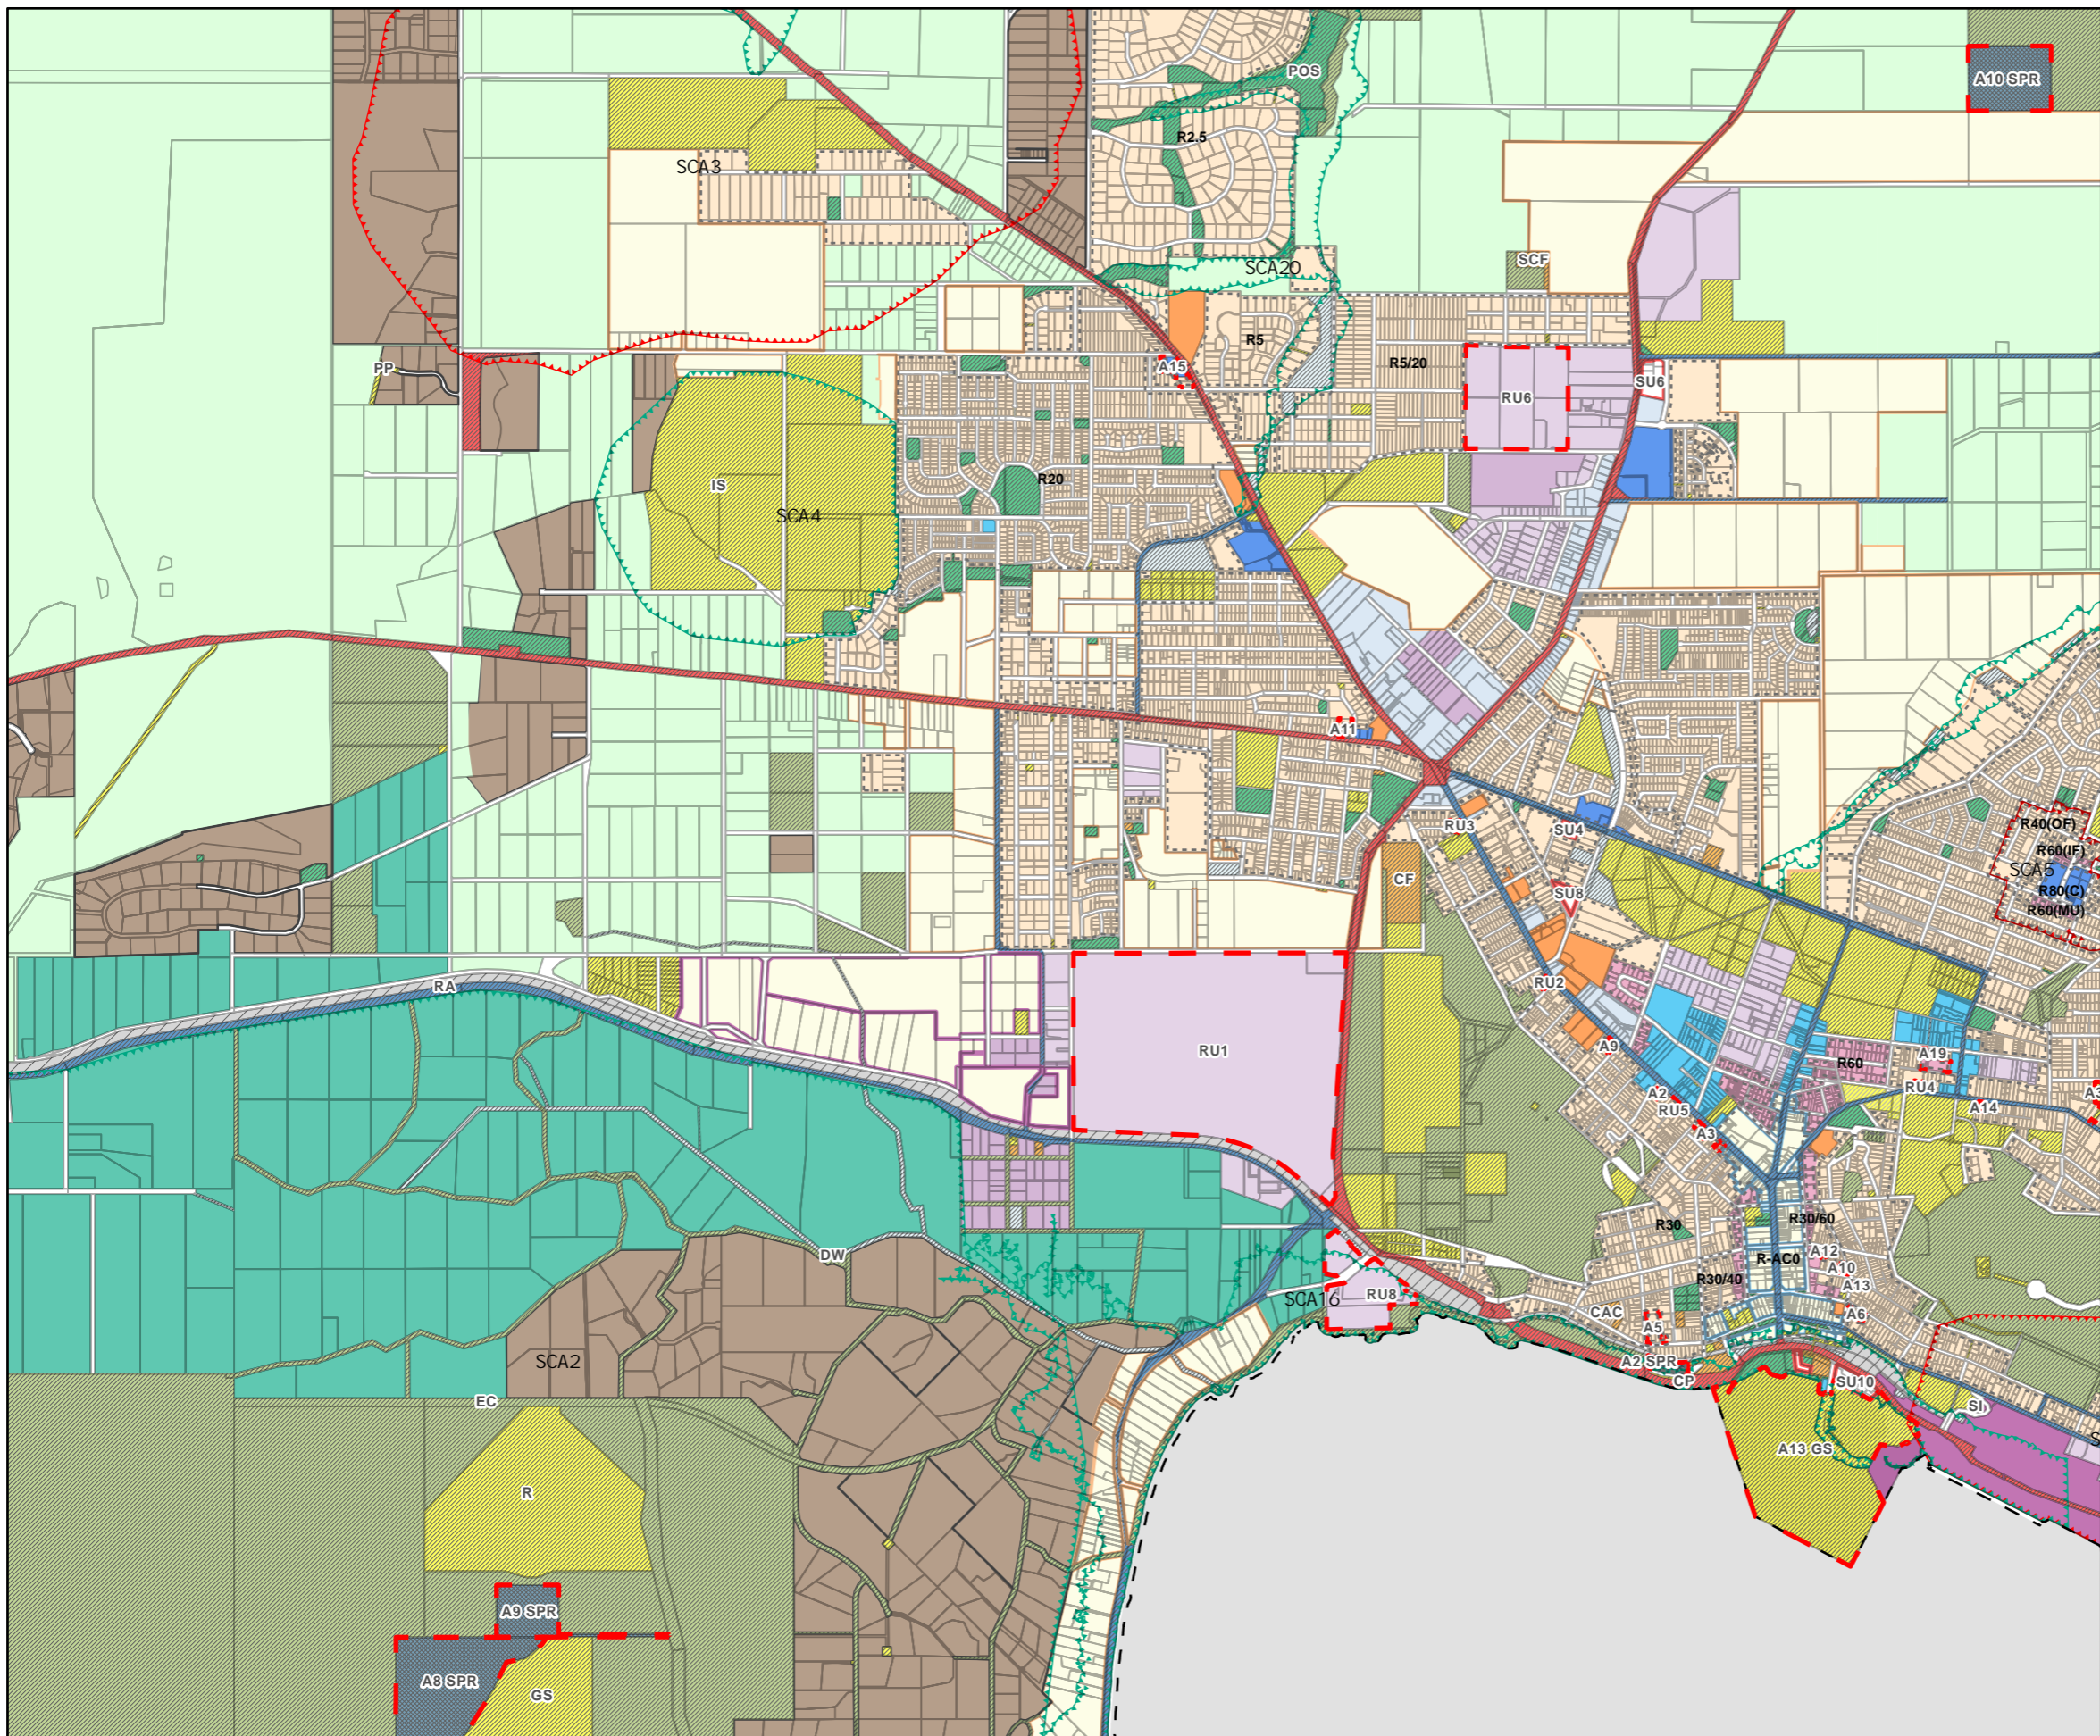 POS
A10 SPR
R2.5
SCA3
SCF
SCA20
R5
R5/20
A15
PP
SU6
RU6
R20
IS
SCA4
A11
RU3
SU4
R40(OF)
R60(IF)
SCA5
CF
R80(C)
SU8
R60(MU)
RU2
RA
A9
RU1
A19
R60
RU4
A2
A3
RU5
A14
A3
R30
R30/60
DW
A12
R-AC0
A10
R30/40
A13
RU8
SCA16
CAC
A6
A5
SCA2
A2 SPR
CP
SU10
EC
SI
S
A13 GS
R
A9 SPR
A8 SPR
GS